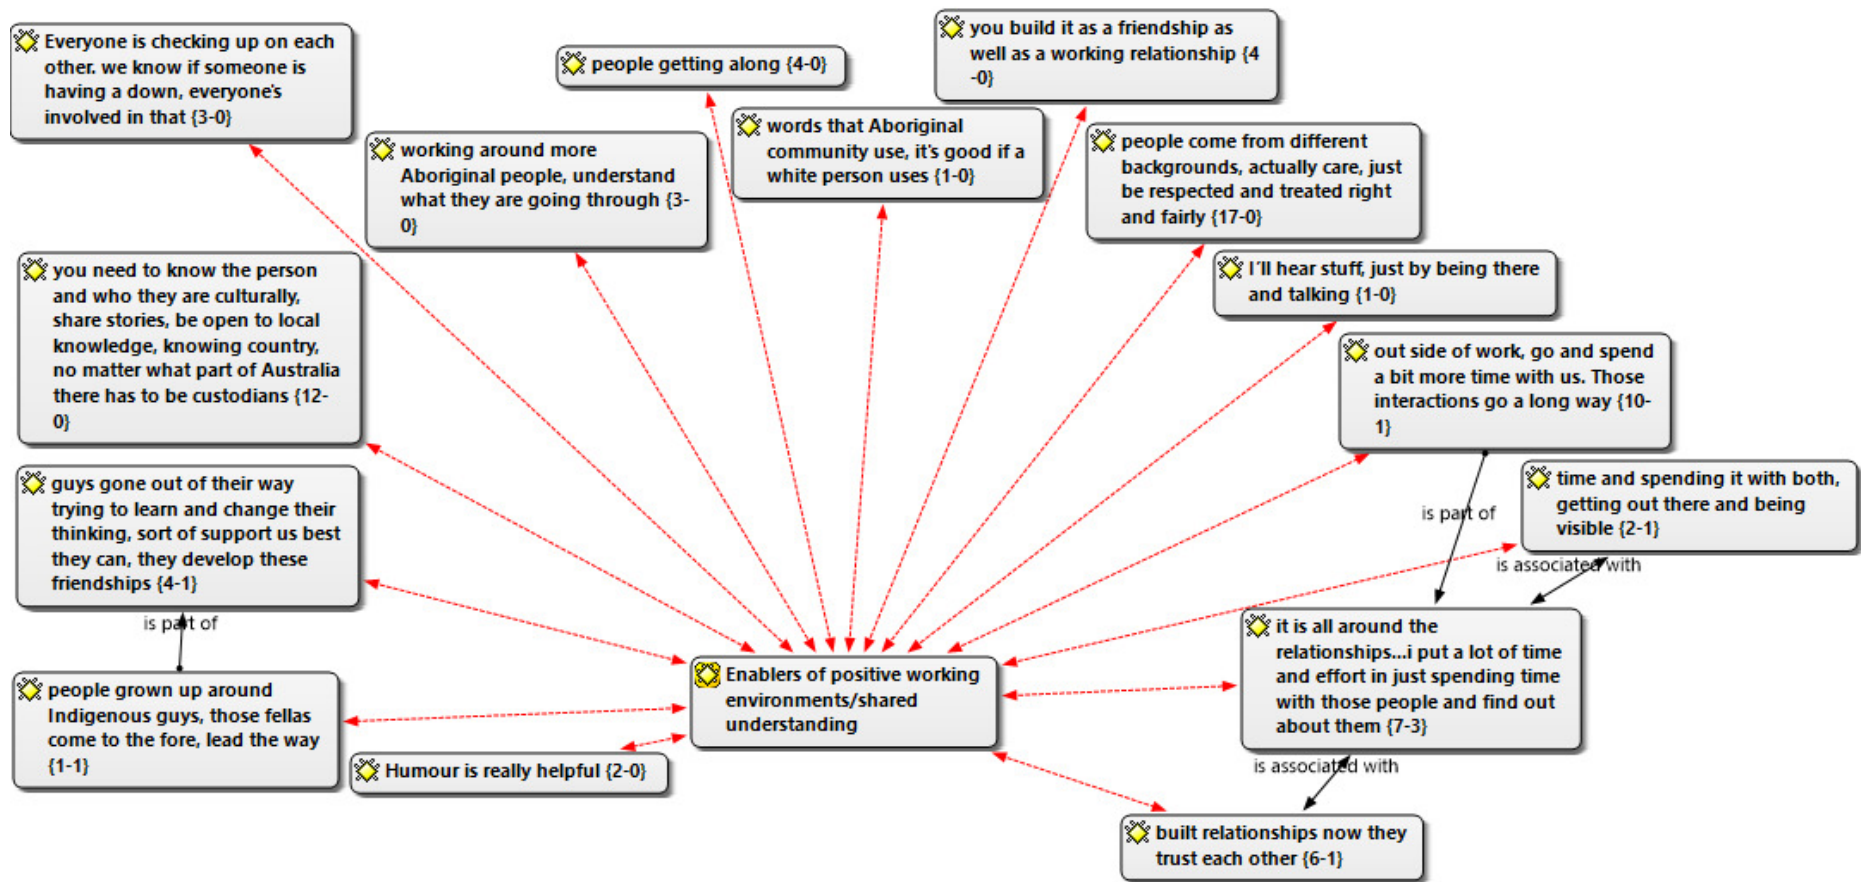 Everyone is checking up on each
other. we know if someone is
having a down, everyone's
involved in that {3-0}
people getting along {4-0}
you build it as a friendship as
well as a working relationship {4
-0}
working around more
Aboriginal people, understand
what they are going through {3-
0}
words that Aboriginal
community use, it's good if a
white person uses {1-0}
people come from different
backgrounds, actually care, just
be respected and treated right
and fairly {17-0}
you need to know the person
and who they are culturally,
share stories, be open to local
knowledge, knowing country,
no matter what part of Australia
there has to be custodians {12-
0}
I´ll hear stuff, just by being there
and talking {1-0}
out side of work, go and spend
a bit more time with us. Those
interactions go a long way {10-
1}
guys gone out of their way
trying to learn and change their
thinking, sort of support us best
they can, they develop these
friendships {4-1}
is part of
time and spending it with both,
getting out there and being
visible {2-1}
is associated with
is part of
it is all around the
relationships...i put a lot of time
and effort in just spending time
with those people and find out
about them {7-3}
people grown up around
Indigenous guys, those fellas
come to the fore, lead the way
{1-1}
Enablers of positive working
environments/shared
understanding
Humour is really helpful {2-0}
is associated with
built relationships now they
trust each other {6-1}